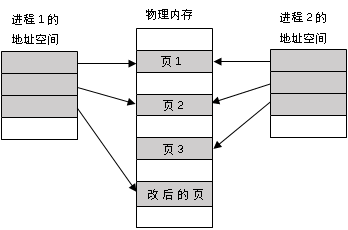 进程 1 的
地址空间
物理内存
进程 2 的
地址空间
页 1
页 2
页 3
改后的页